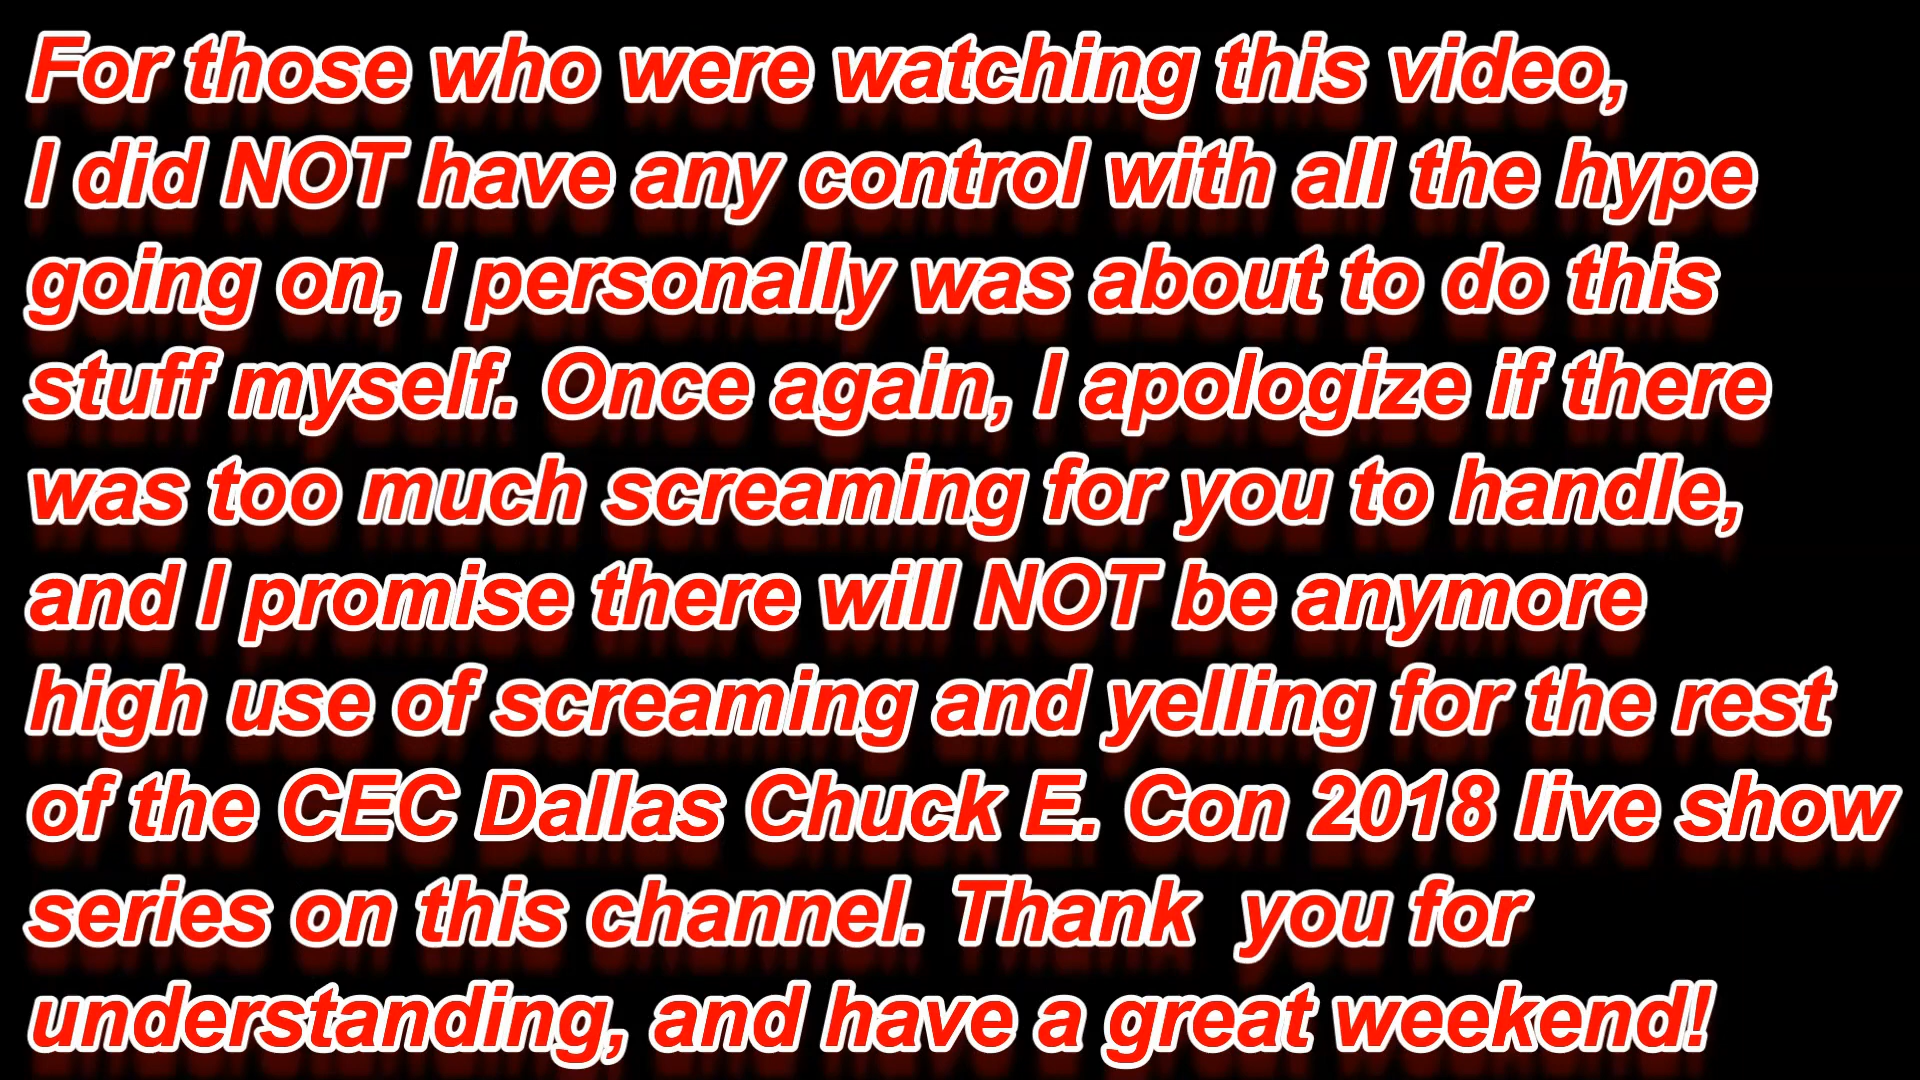 For those who were watching this video,
I did NOT have any control with all the hype
going on, I personally was about to do this
stuff myself. Once again, I apologize if there
was too much screaming for you to handle,
and I promise there will NOT be anymore
high use of screaming and yelling for the rest
of the CEC Dallas Chuck E. Con 2018 live show
series on this channel. Thank  you for
understanding, and have a great weekend!